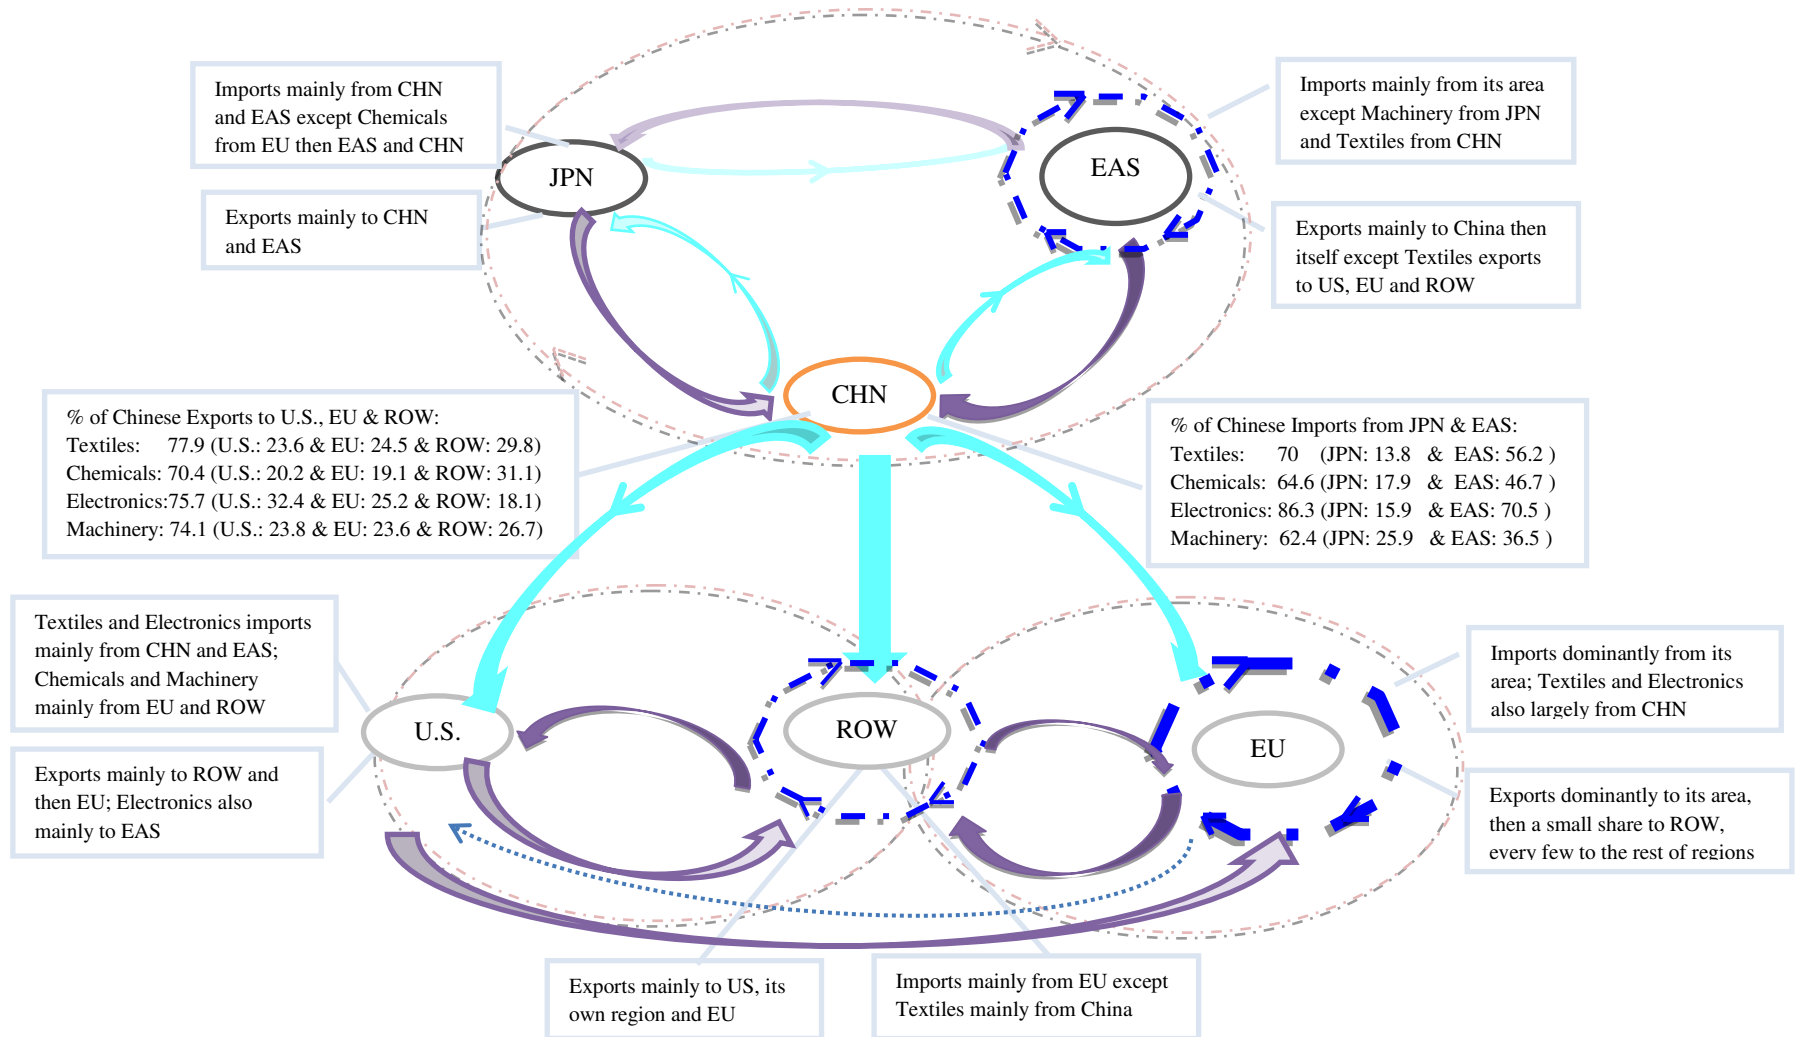 Imports mainly from CHN
and EAS except Chemicals
from EU then EAS and CHN
Imports mainly from its area
except Machinery from JPN
and Textiles from CHN
JPN
EAS
Exports mainly to CHN
and EAS
Exports mainly to China then
itself except Textiles exports
to US, EU and ROW
CHN
% of Chinese Exports to U.S., EU & ROW:
Textiles: 77.9 (U.S.: 23.6 & EU: 24.5 & ROW: 29.8)
Chemicals: 70.4 (U.S.: 20.2 & EU: 19.1 & ROW: 31.1)
Electronics:75.7 (U.S.: 32.4 & EU: 25.2 & ROW: 18.1)
Machinery: 74.1 (U.S.: 23.8 & EU: 23.6 & ROW: 26.7)
% of Chinese Imports from JPN & EAS:
Textiles: 70 (JPN: 13.8 & EAS: 56.2 )
Chemicals: 64.6 (JPN: 17.9 & EAS: 46.7 )
Electronics: 86.3 (JPN: 15.9 & EAS: 70.5 )
Machinery: 62.4 (JPN: 25.9 & EAS: 36.5 )
Textiles and Electronics imports
mainly from CHN and EAS;
Chemicals and Machinery
mainly from EU and ROW
Imports dominantly from its
area; Textiles and Electronics
also largely from CHN
U.S.
ROW
EU
Exports mainly to ROW and
then EU; Electronics also
mainly to EAS
Exports dominantly to its area,
then a small share to ROW,
every few to the rest of regions
Exports mainly to US, its
own region and EU
Imports mainly from EU except
Textiles mainly from China